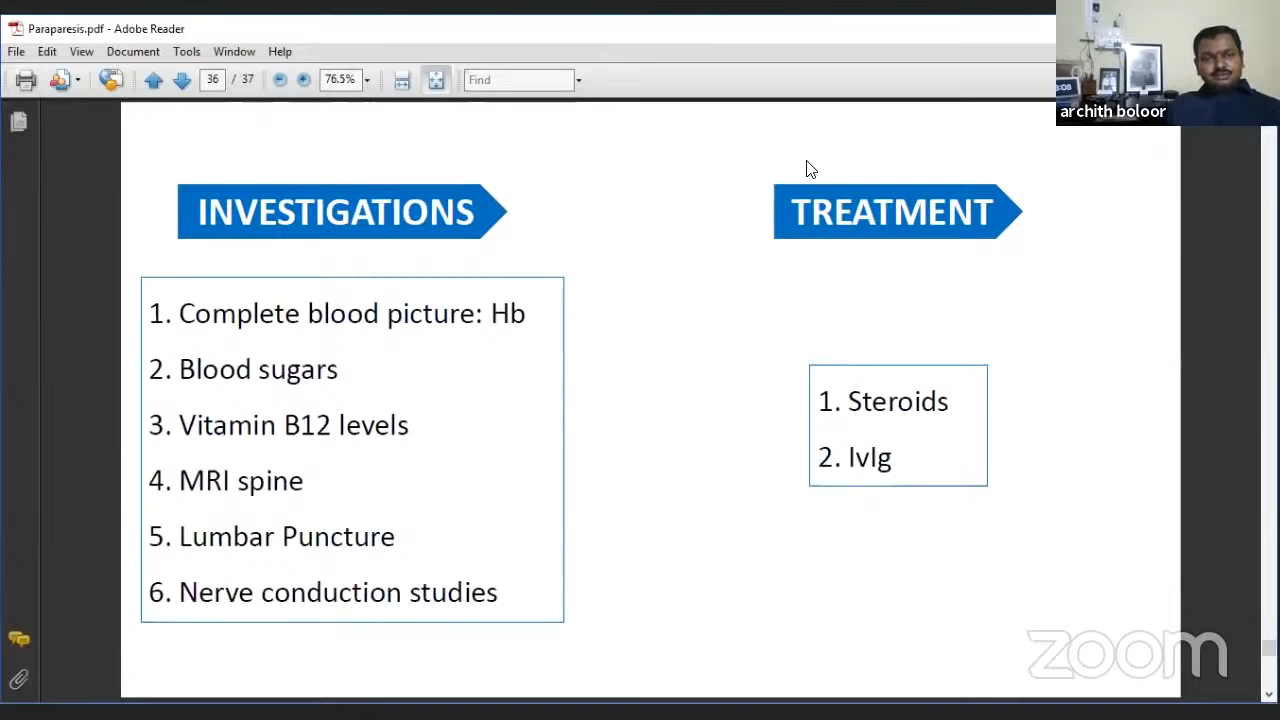 Paraparesis.pdf - Adobe Reader
File Edit View Document Tools Window Help
36 / 37 76.5% Find
archith boloor
INVESTIGATIONS
1. Complete blood picture: Hb
2. Blood sugars
3. Vitamin B12 levels
4. MRI spine
5. Lumbar Puncture
6. Nerve conduction studies
TREATMENT
1. Steroids
2. IvIg
zoom